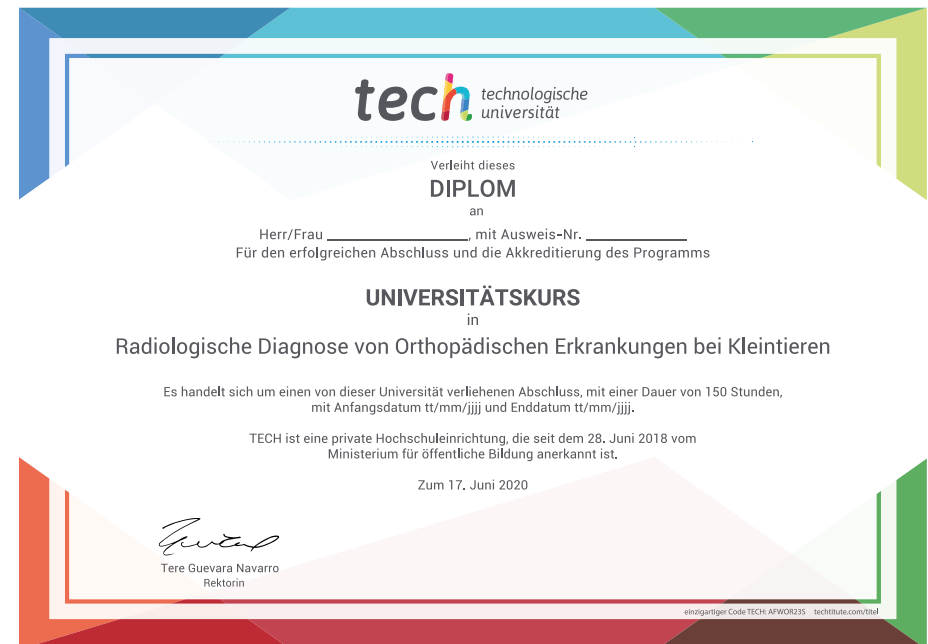 tech technologische
universität
Verleiht dieses
DIPLOM
an
Herr/Frau ________________, mit Ausweis-Nr. ____________
Für den erfolgreichen Abschluss und die Akkreditierung des Programms
UNIVERSITÄTSKURS
in
Radiologische Diagnose von Orthopädischen Erkrankungen bei Kleintieren
Es handelt sich um einen von dieser Universität verliehenen Abschluss, mit einer Dauer von 150 Stunden,
mit Anfangsdatum tt/mm/jjjj und Enddatum tt/mm/jjjj.
TECH ist eine private Hochschuleinrichtung, die seit dem 28. Juni 2018 vom
Ministerium für öffentliche Bildung anerkannt ist.
Zum 17. Juni 2020
Tere Guevara Navarro
Rektorin
einzigartiger Code TECH: AFWOR23S techtitute.com/titel